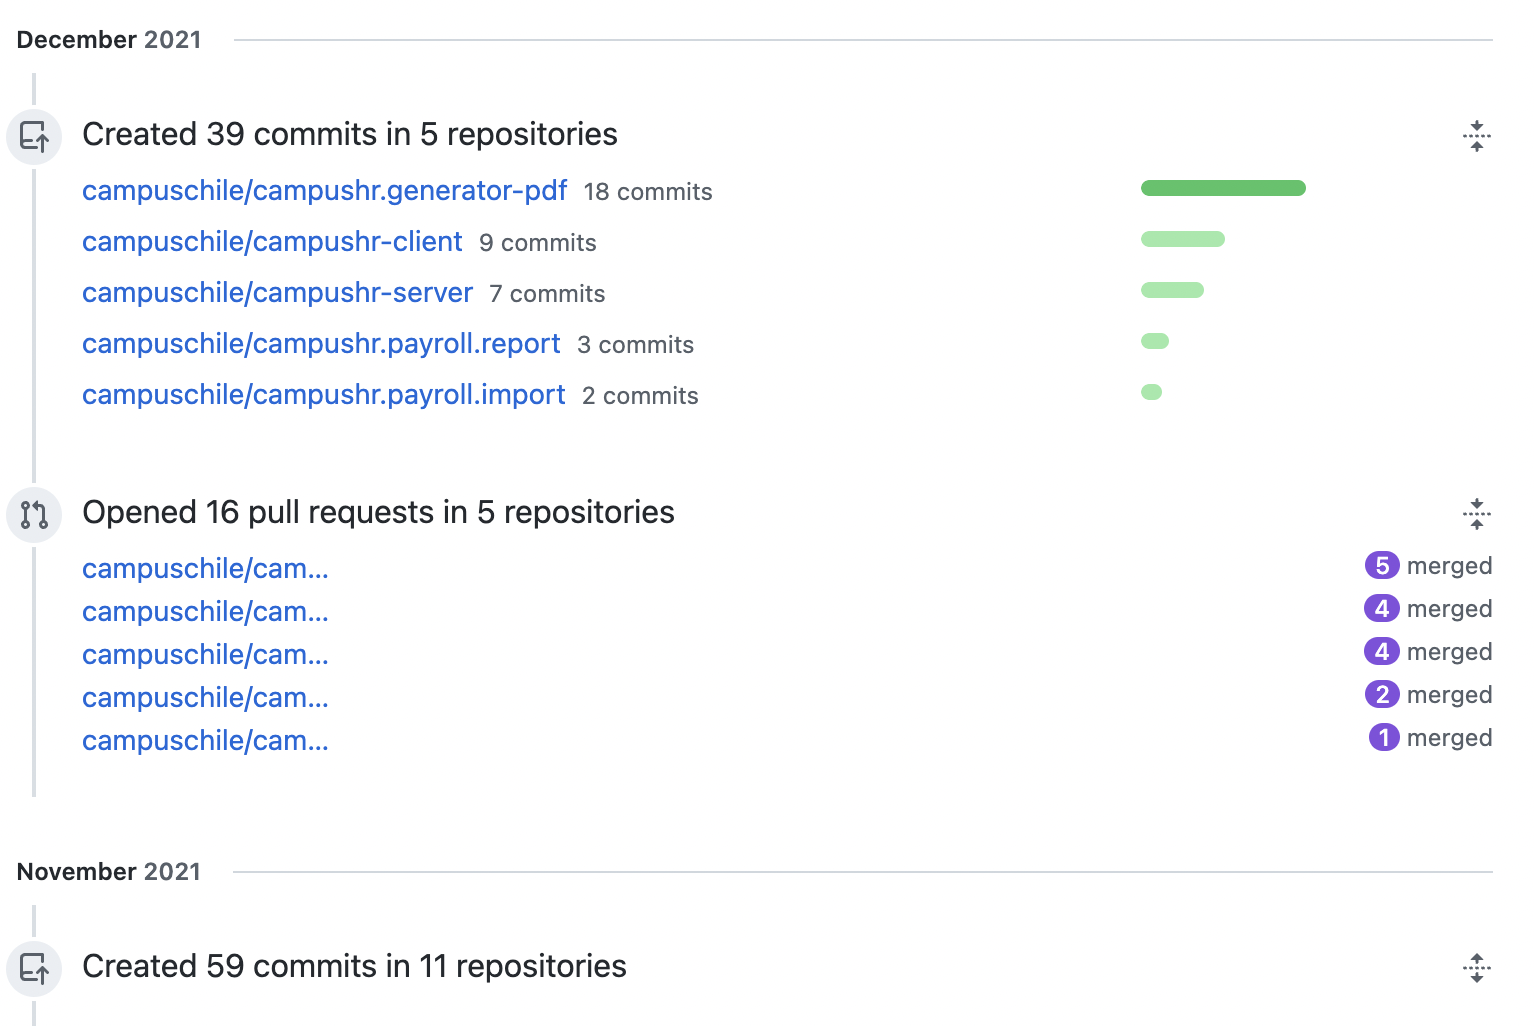 December 2021
Created 39 commits in 5 repositories
campuschile/campushr.generator-pdf 18 commits
campuschile/campushr-client 9 commits
campuschile/campushr-server 7 commits
campuschile/campushr.payroll.report 3 commits
campuschile/campushr.payroll.import 2 commits
Opened 16 pull requests in 5 repositories
campuschile/cam... 5 merged
campuschile/cam... 4 merged
campuschile/cam... 4 merged
campuschile/cam... 2 merged
campuschile/cam... 1 merged
November 2021
Created 59 commits in 11 repositories